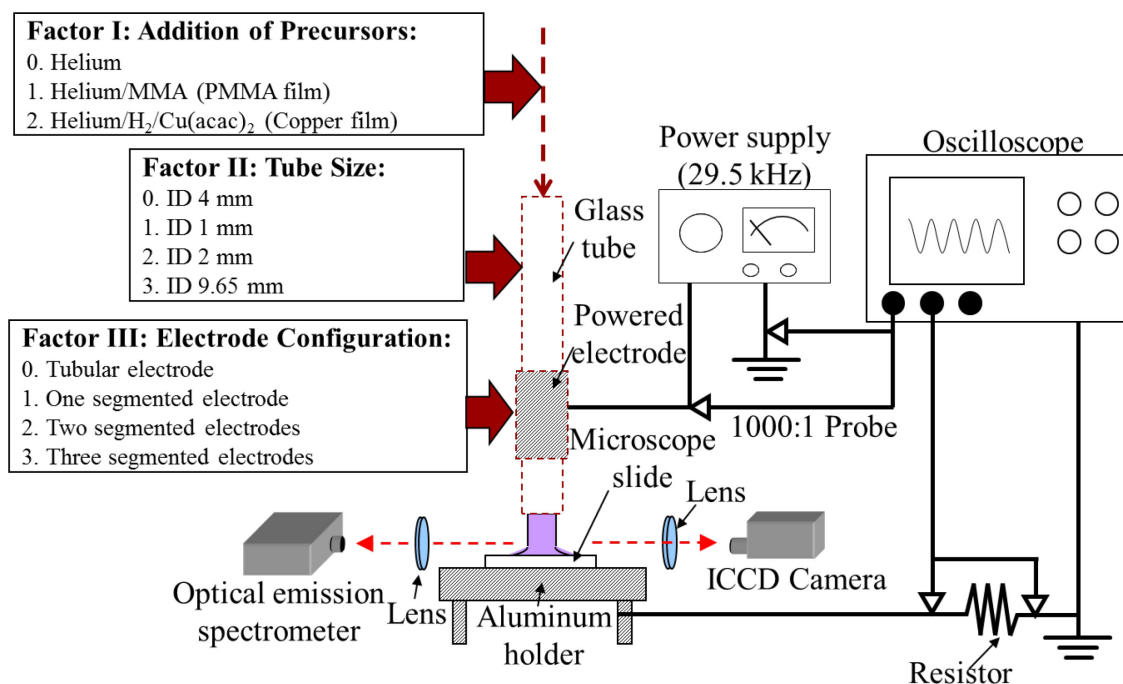 Factor I: Addition of Precursors:
0. Helium
1. Helium/MMA (PMMA film)
2. Helium/H₂/Cu(acac)₂ (Copper film)
Factor II: Tube Size:
0. ID 4 mm
1. ID 1 mm
2. ID 2 mm
3. ID 9.65 mm
Factor III: Electrode Configuration:
0. Tubular electrode
1. One segmented electrode
2. Two segmented electrodes
3. Three segmented electrodes
Power supply
(29.5 kHz)
Oscilloscope
Glass
tube
Powered
electrode
1000:1 Probe
Microscope
slide
Lens
ICCD Camera
Optical emission
spectrometer
Lens
Aluminum
holder
Resistor